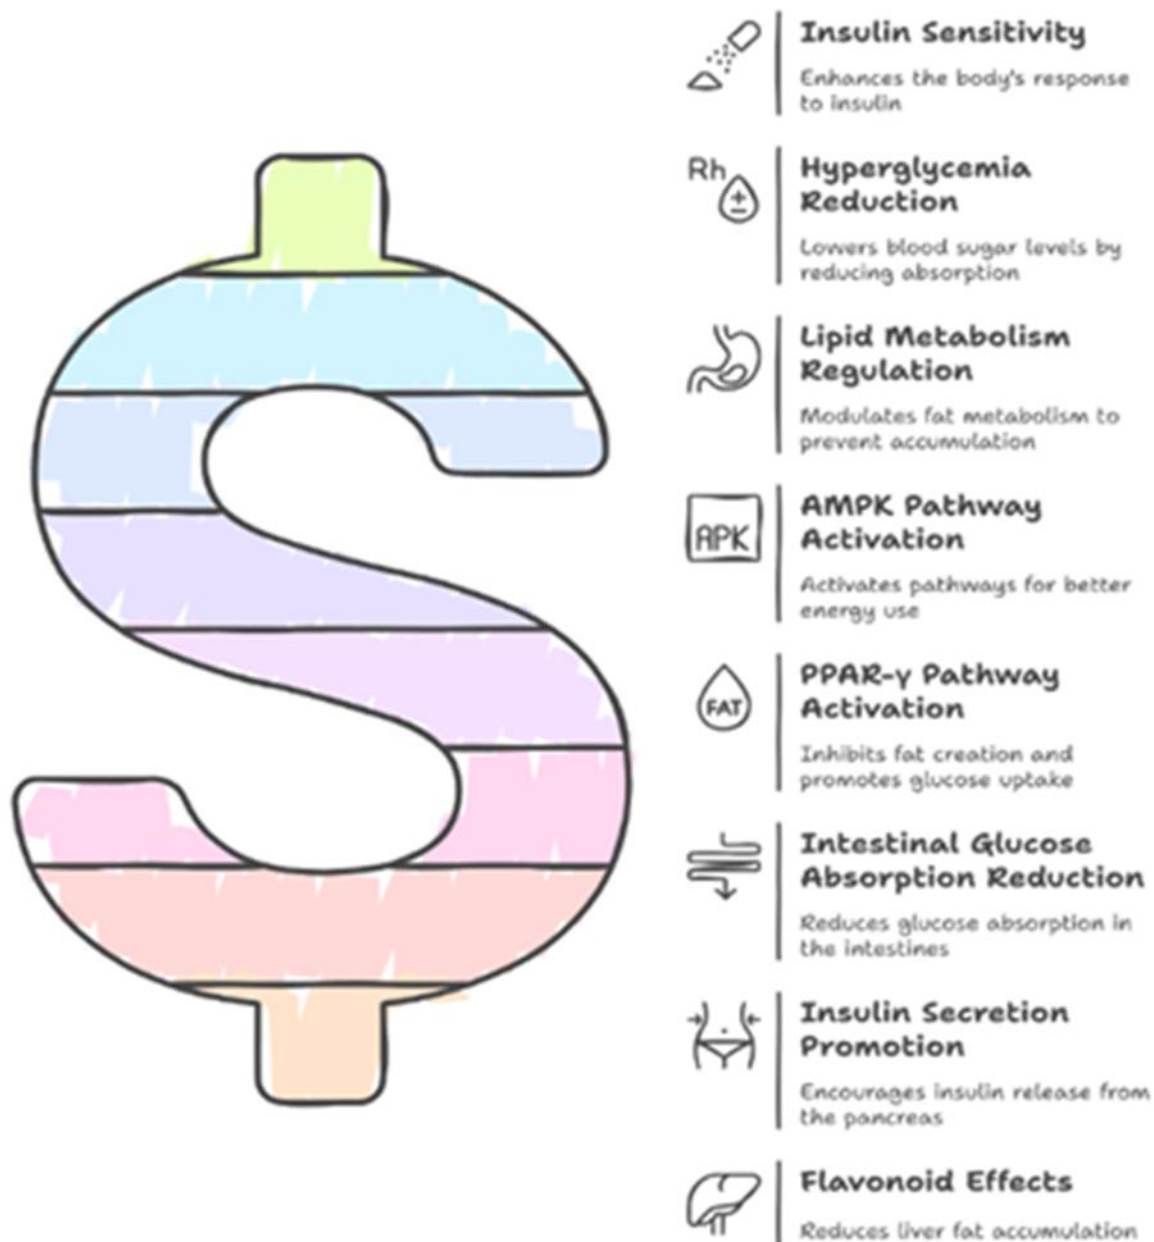 Insulin Sensitivity
Enhances the body's response
to insulin
Rh
Hyperglycemia
Reduction
Lowers blood sugar levels by
reducing absorption
Lipid Metabolism
Regulation
Modulates fat metabolism to
prevent accumulation
APK
AMPK Pathway
Activation
Activates pathways for better
energy use
FAT
PPAR-γ Pathway
Activation
Inhibits fat creation and
promotes glucose uptake
Intestinal Glucose
Absorption Reduction
Reduces glucose absorption in
the intestines
Insulin Secretion
Promotion
Encourages insulin release from
the pancreas
Flavonoid Effects
Reduces liver fat accumulation